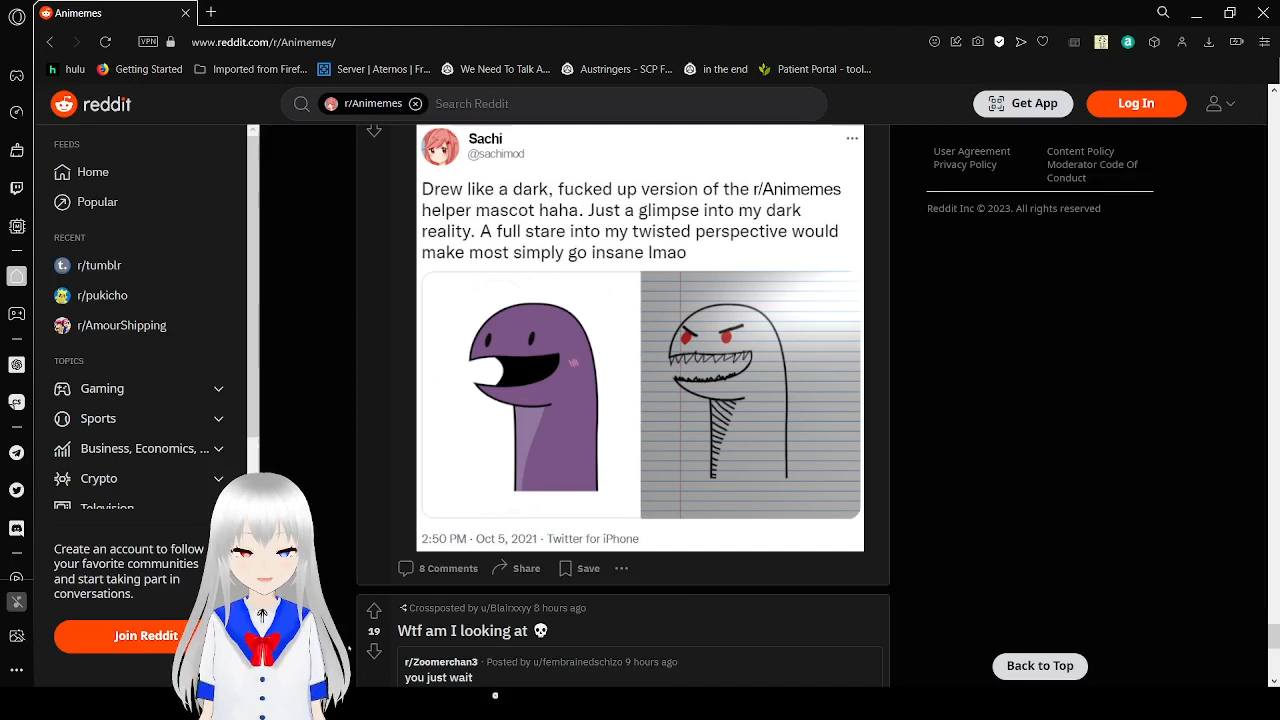 Animemes
VPN
www.reddit.com/r/Animemes/
hulu
Getting Started
Imported from Firef...
Server | Aternos | Fr...
We Need To Talk A...
Austringers - SCP F...
in the end
Patient Portal - tool...
reddit
r/Animemes
Search Reddit
Get App
Log In
FEEDS
Home
Popular
RECENT
r/tumblr
r/pukicho
r/AmourShipping
TOPICS
Gaming
Sports
Business, Economics, ...
Crypto
Television
Create an account to follow
your favorite communities
and start taking part in
conversations.
Join Reddit
Sachi
@sachimod
Drew like a dark, fucked up version of the r/Animemes
helper mascot haha. Just a glimpse into my dark
reality. A full stare into my twisted perspective would
make most simply go insane lmao
2:50 PM · Oct 5, 2021 · Twitter for iPhone
8 Comments
Share
Save
Crossposted by u/Blairxxyy 8 hours ago
19
Wtf am I looking at 💀
r/Zoomerchan3 · Posted by u/fembrainedschizo 9 hours ago
you just wait
User Agreement
Privacy Policy
Content Policy
Moderator Code Of
Conduct
Reddit Inc © 2023. All rights reserved
Back to Top